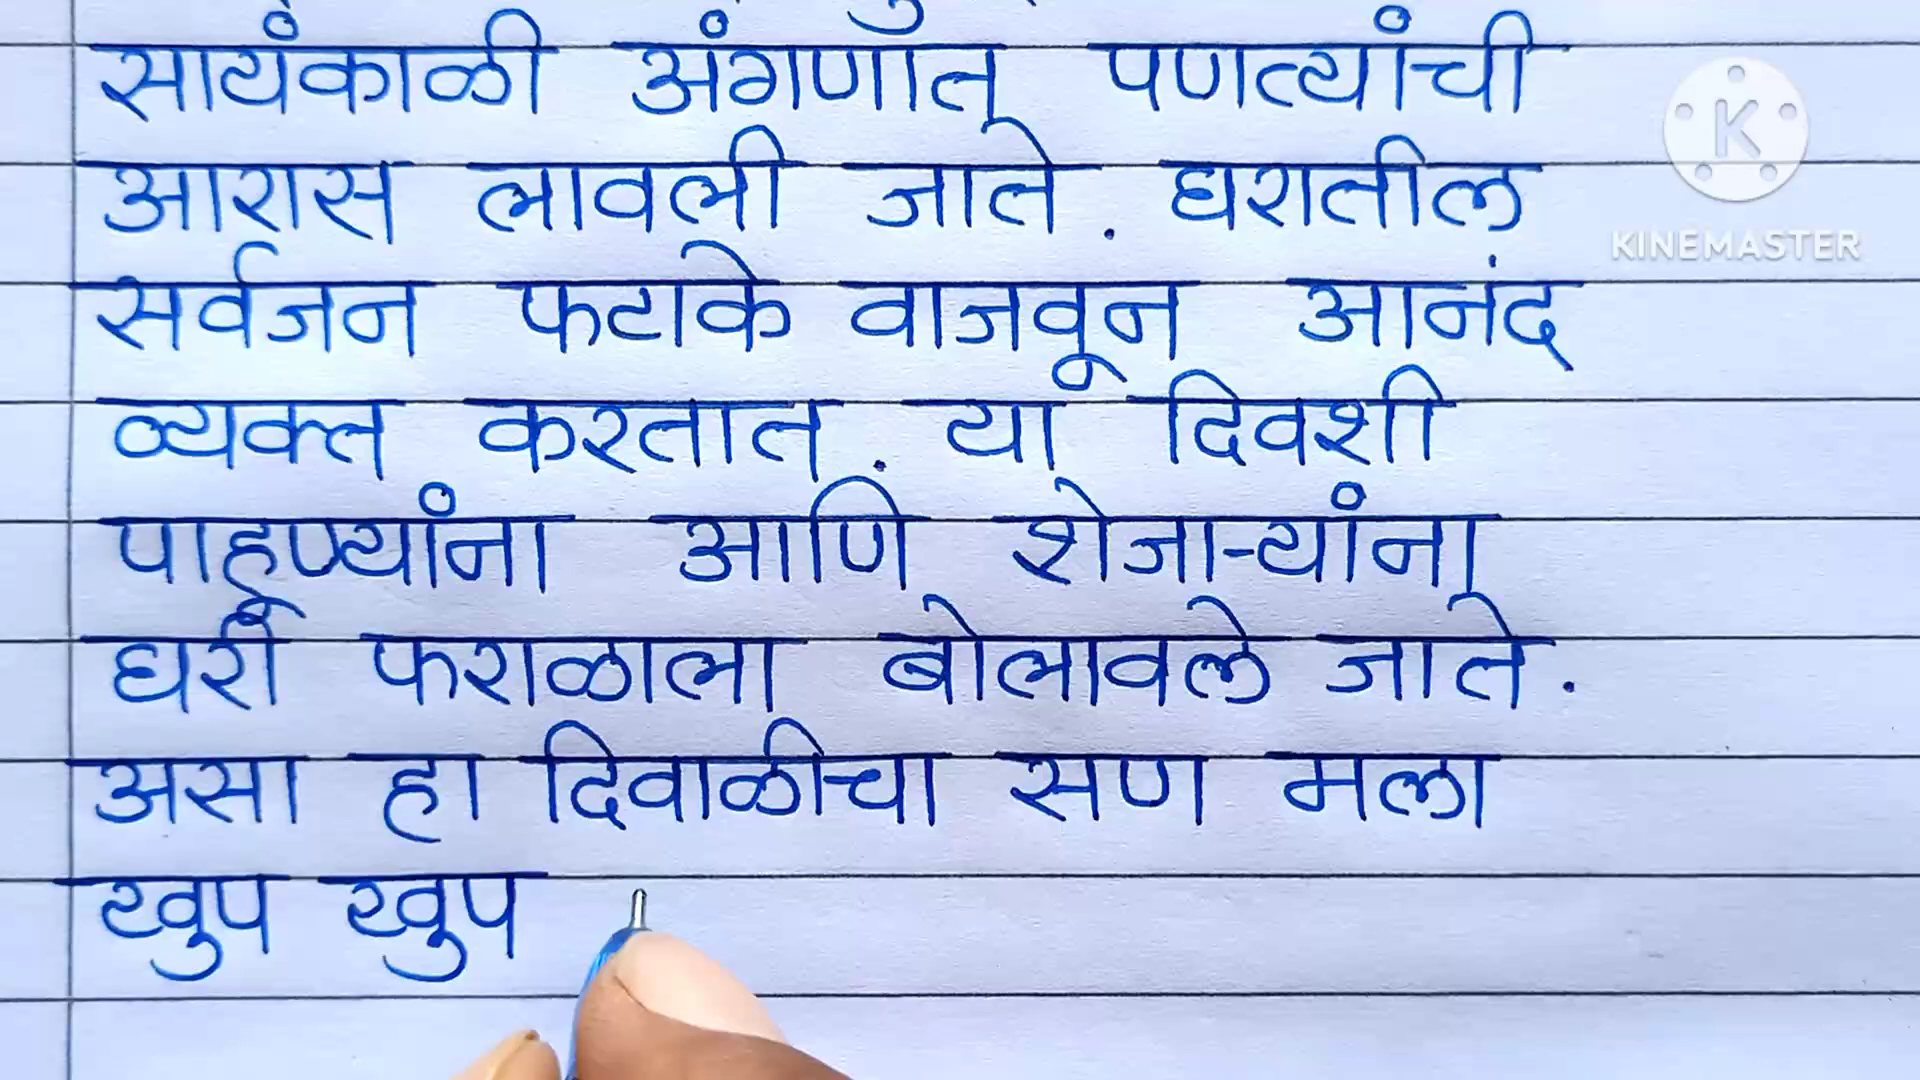 सायंकाळी अंगणात पणत्यांची
आरास लावली जाते. घरातील
सर्वजन फटाके वाजवून आनंद
व्यक्त करतात. या दिवशी
पाहूण्यांना आणि शेजाऱ्यांना
घरी फराळाला बोलावले जाते.
असा हा दिवाळीचा सण मला
खुप खुप
K
KINEMASTER